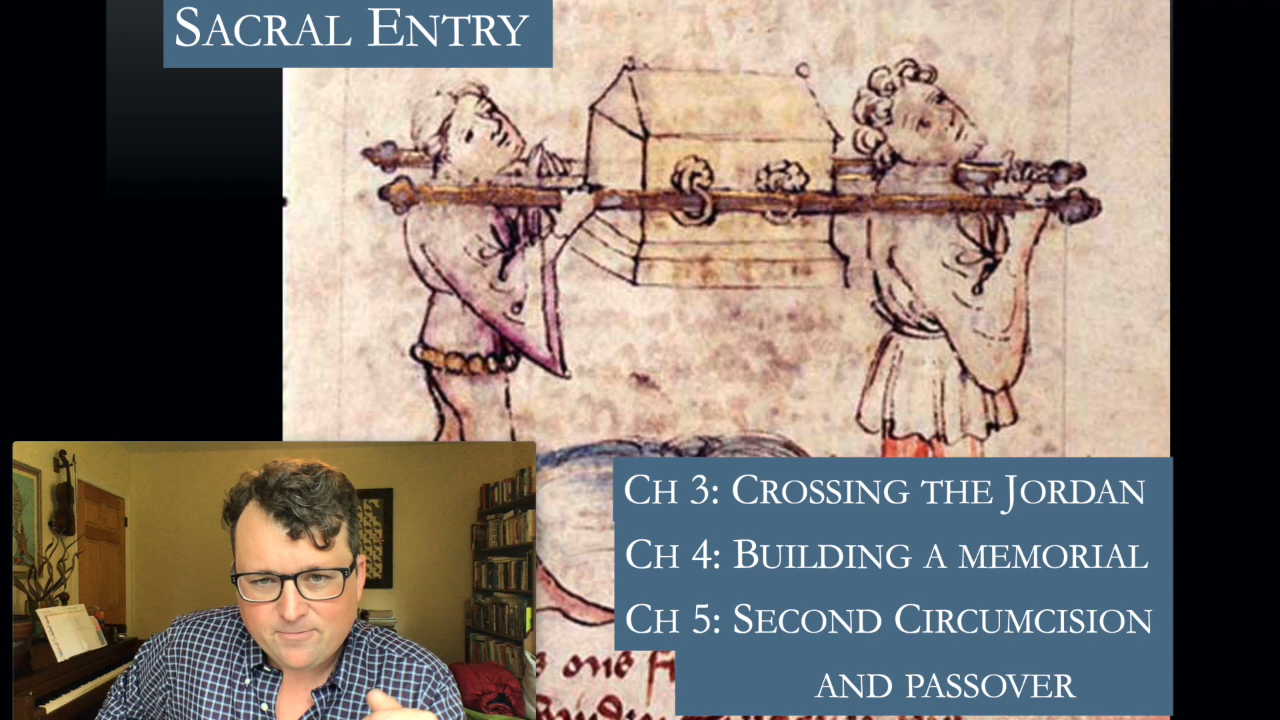 SACRAL ENTRY
CH 3: CROSSING THE JORDAN
CH 4: BUILDING A MEMORIAL
CH 5: SECOND CIRCUMCISION
AND PASSOVER